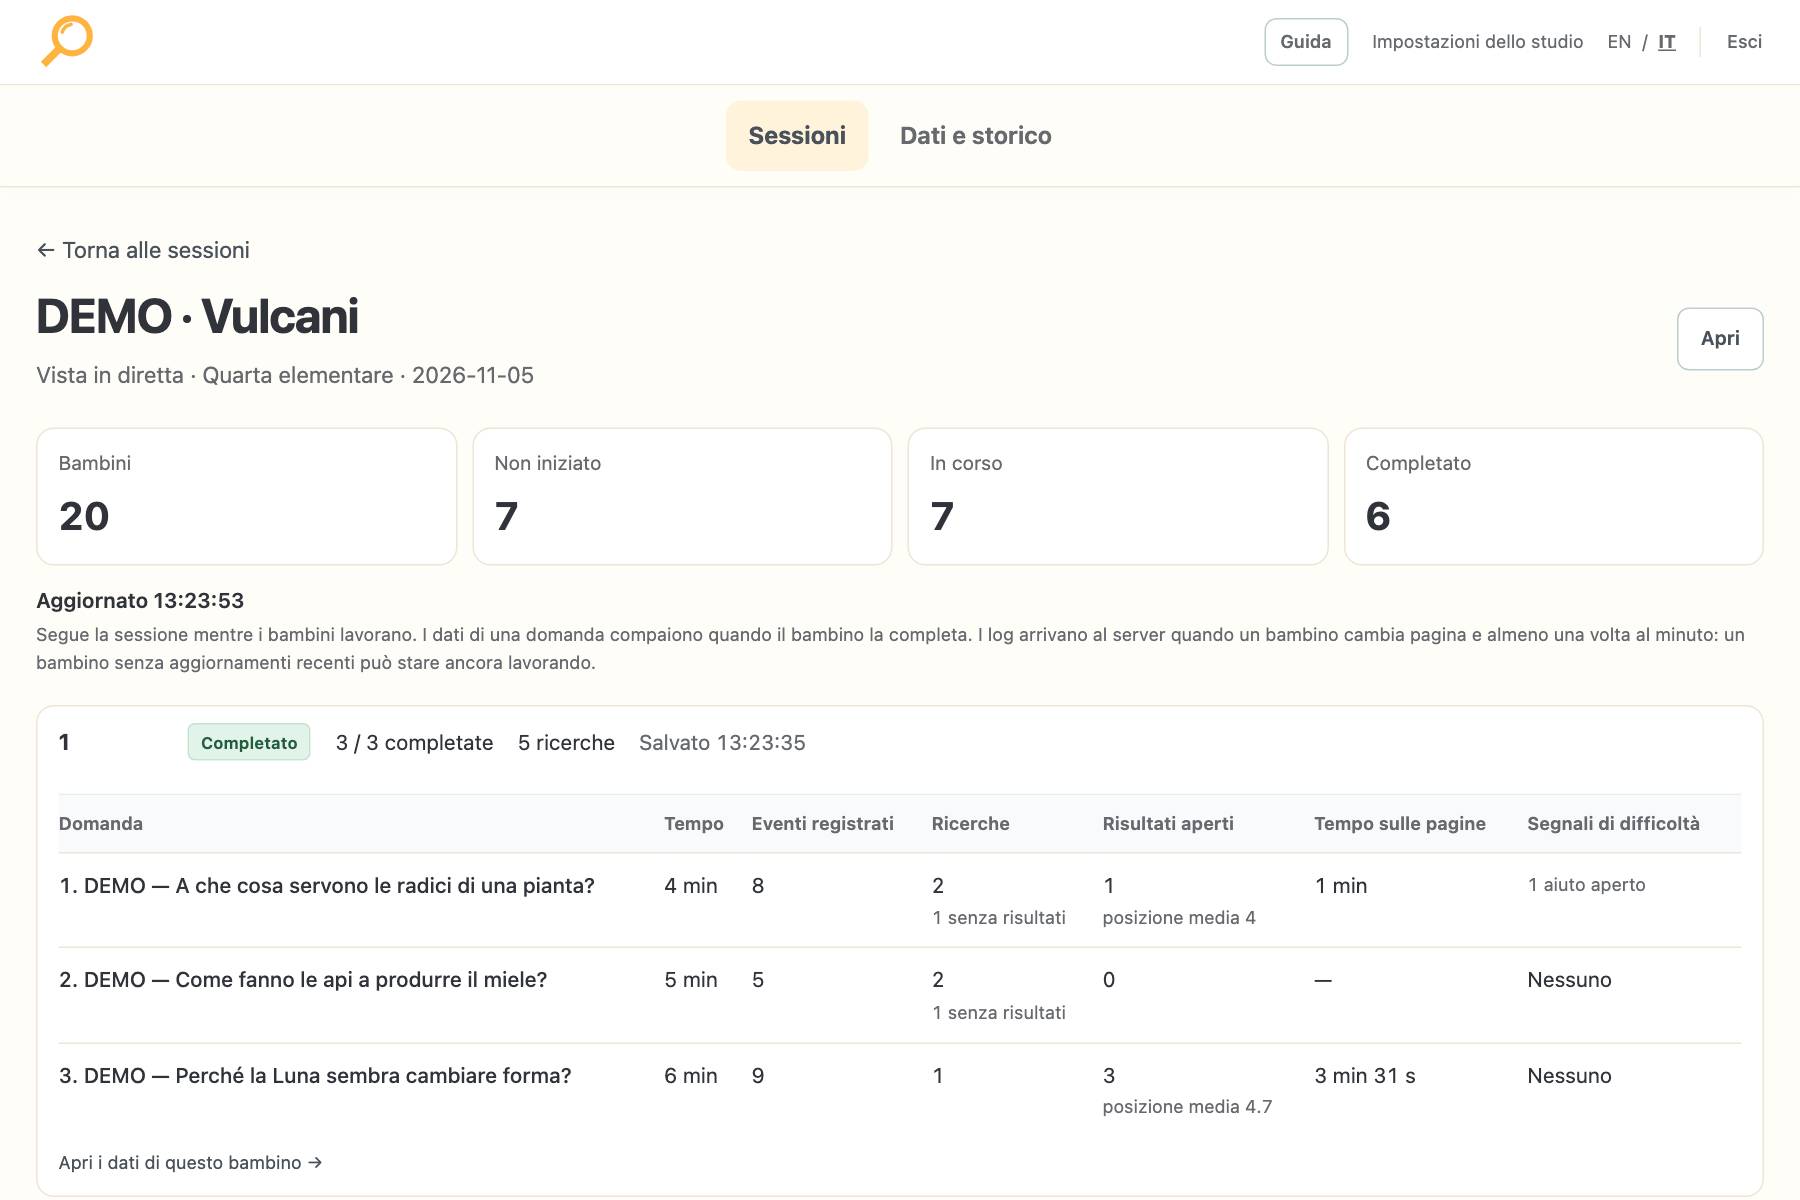 Guida
Impostazioni dello studio
EN / IT
Esci
Sessioni
Dati e storico
← Torna alle sessioni
DEMO · Vulcani
Apri
Vista in diretta · Quarta elementare · 2026-11-05
Bambini
20
Non iniziato
7
In corso
7
Completato
6
Aggiornato 13:23:53
Segue la sessione mentre i bambini lavorano. I dati di una domanda compaiono quando il bambino la completa. I log arrivano al server quando un bambino cambia pagina e almeno una volta al minuto: un
bambino senza aggiornamenti recenti può stare ancora lavorando.
1 Completato 3 / 3 completate 5 ricerche Salvato 13:23:35
Domanda Tempo Eventi registrati Ricerche Risultati aperti Tempo sulle pagine Segnali di difficoltà
1. DEMO — A che cosa servono le radici di una pianta? 4 min 8 2 1 1 min 1 aiuto aperto
1 senza risultati posizione media 4
2. DEMO — Come fanno le api a produrre il miele? 5 min 5 2 0 — Nessuno
1 senza risultati
3. DEMO — Perché la Luna sembra cambiare forma? 6 min 9 1 3 3 min 31 s Nessuno
posizione media 4.7
Apri i dati di questo bambino →